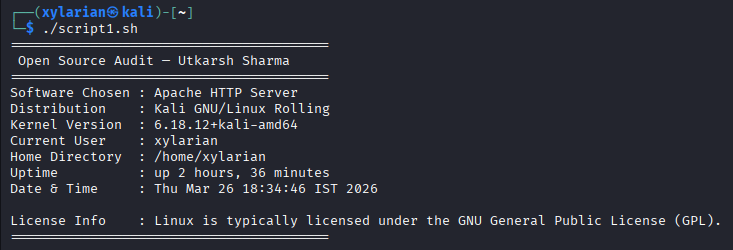 ┌──(xylarian㉿kali)-[~]
└─$ ./script1.sh
========================================
 Open Source Audit — Utkarsh Sharma
========================================
Software Chosen : Apache HTTP Server
Distribution    : Kali GNU/Linux Rolling
Kernel Version  : 6.18.12+kali-amd64
Current User    : xylarian
Home Directory  : /home/xylarian
Uptime          : up 2 hours, 36 minutes
Date & Time     : Thu Mar 26 18:34:46 IST 2026

License Info    : Linux is typically licensed under the GNU General Public License (GPL).
========================================